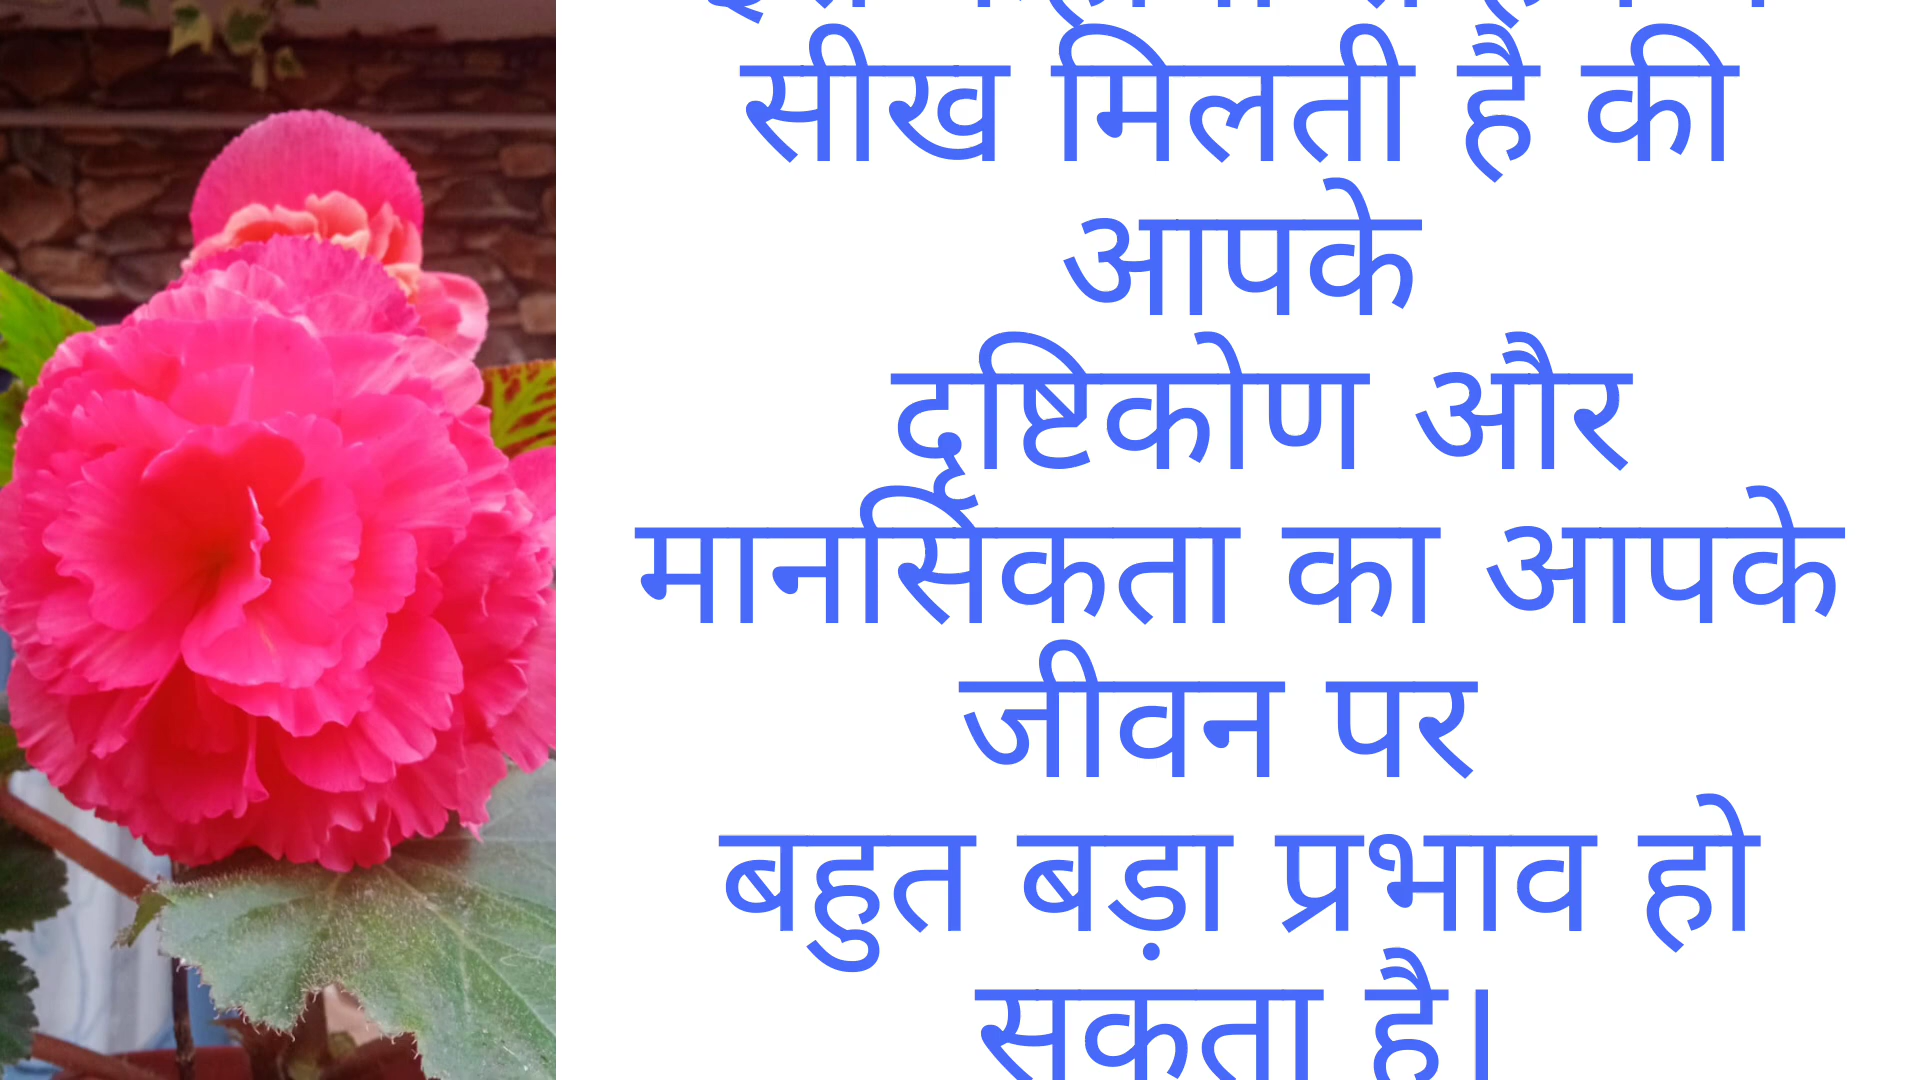 सीख मिलती है की
आपके
दृष्टिकोण और
मानसिकता का आपके
जीवन पर
बहुत बड़ा प्रभाव हो
सकता है।